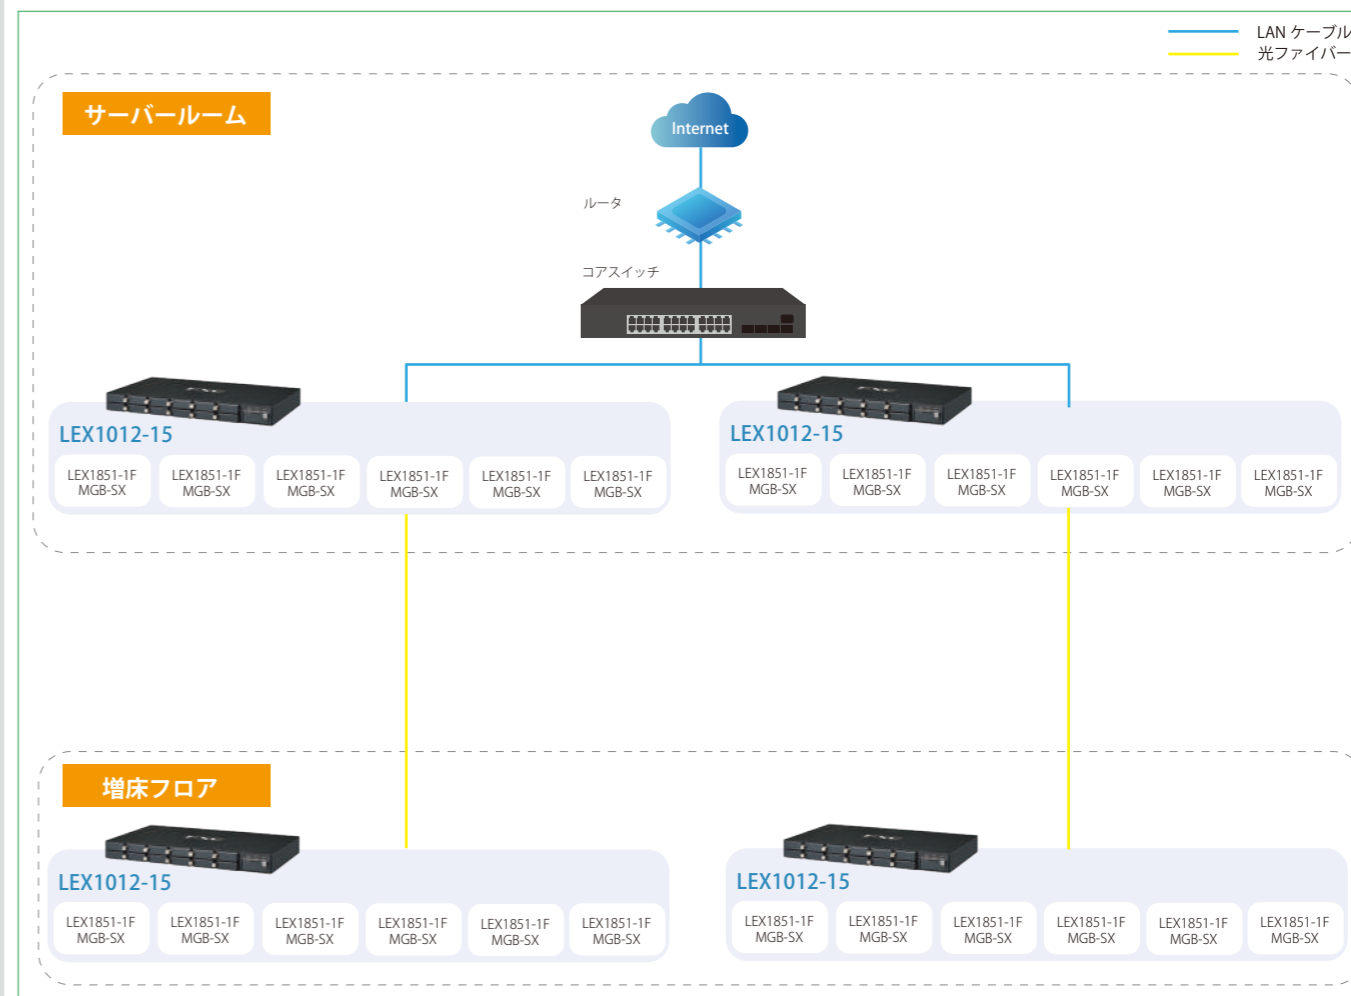 LAN ケーブル
光ファイバー
サーバールーム
Internet
ルータ
コアスイッチ
LEX1012-15
LEX1851-1F
MGB-SX
LEX1851-1F
MGB-SX
LEX1851-1F
MGB-SX
LEX1851-1F
MGB-SX
LEX1851-1F
MGB-SX
LEX1851-1F
MGB-SX
LEX1012-15
LEX1851-1F
MGB-SX
LEX1851-1F
MGB-SX
LEX1851-1F
MGB-SX
LEX1851-1F
MGB-SX
LEX1851-1F
MGB-SX
LEX1851-1F
MGB-SX
増床フロア
LEX1012-15
LEX1851-1F
MGB-SX
LEX1851-1F
MGB-SX
LEX1851-1F
MGB-SX
LEX1851-1F
MGB-SX
LEX1851-1F
MGB-SX
LEX1851-1F
MGB-SX
LEX1012-15
LEX1851-1F
MGB-SX
LEX1851-1F
MGB-SX
LEX1851-1F
MGB-SX
LEX1851-1F
MGB-SX
LEX1851-1F
MGB-SX
LEX1851-1F
MGB-SX